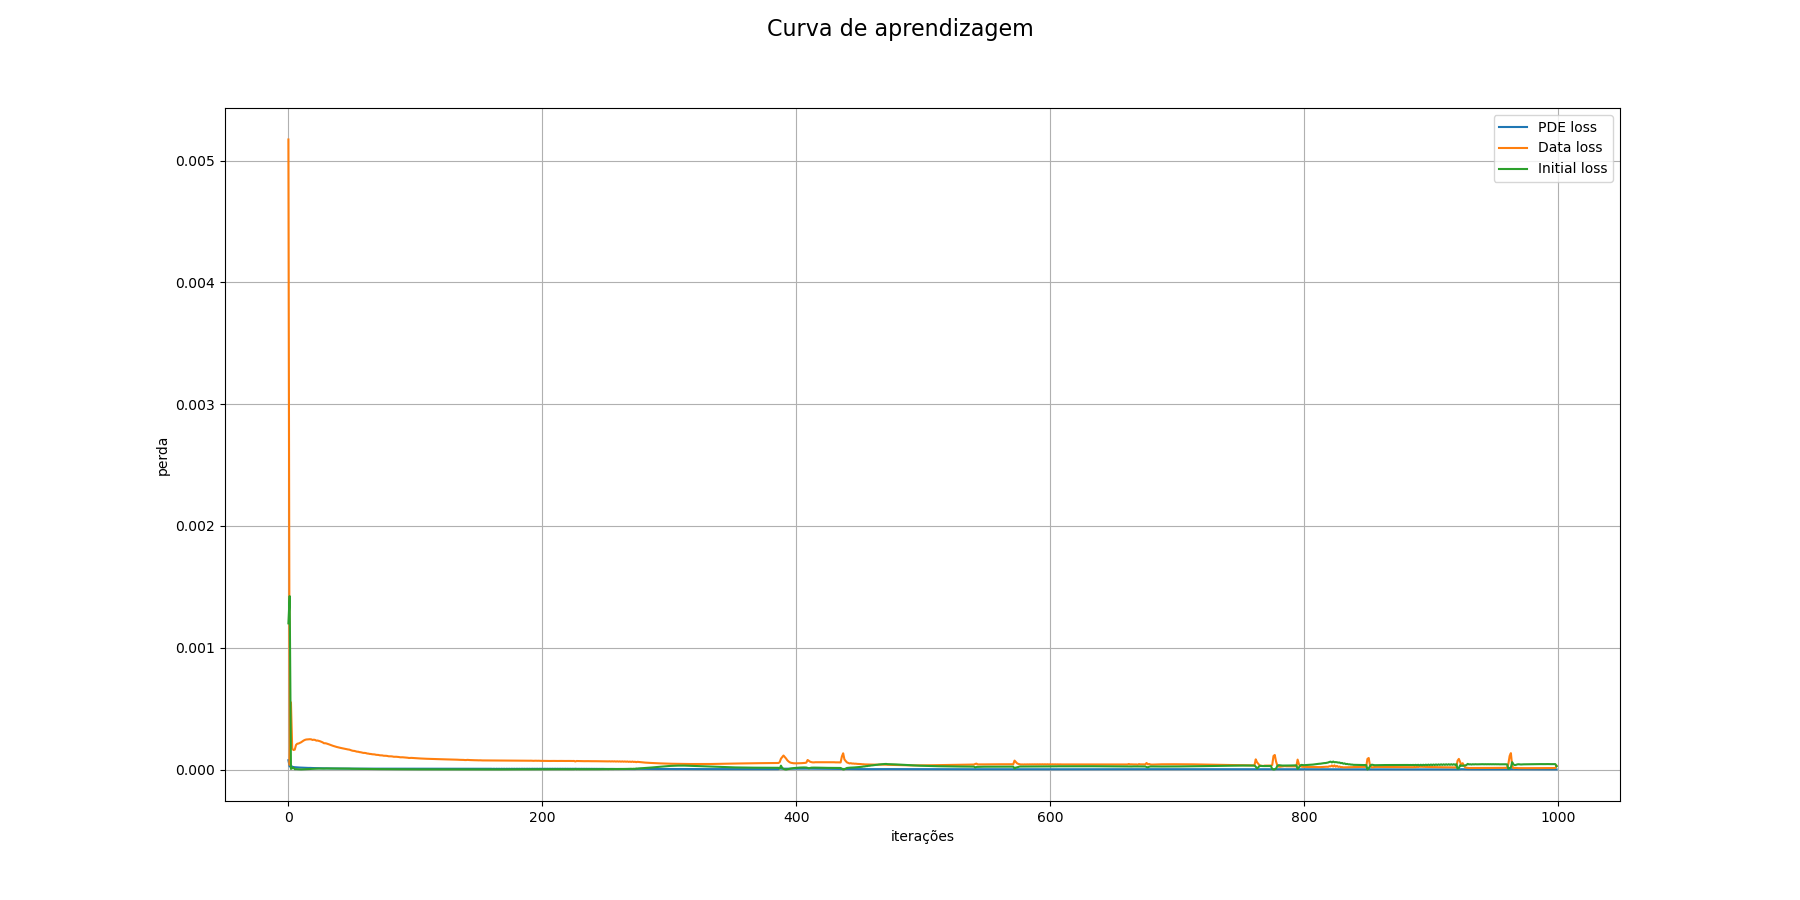 Curva de aprendizagem
PDE loss
Data loss
Initial loss
0.005
0.004
0.003
0.002
0.001
0.000
perda
0 200 400 600 800 1000
iterações